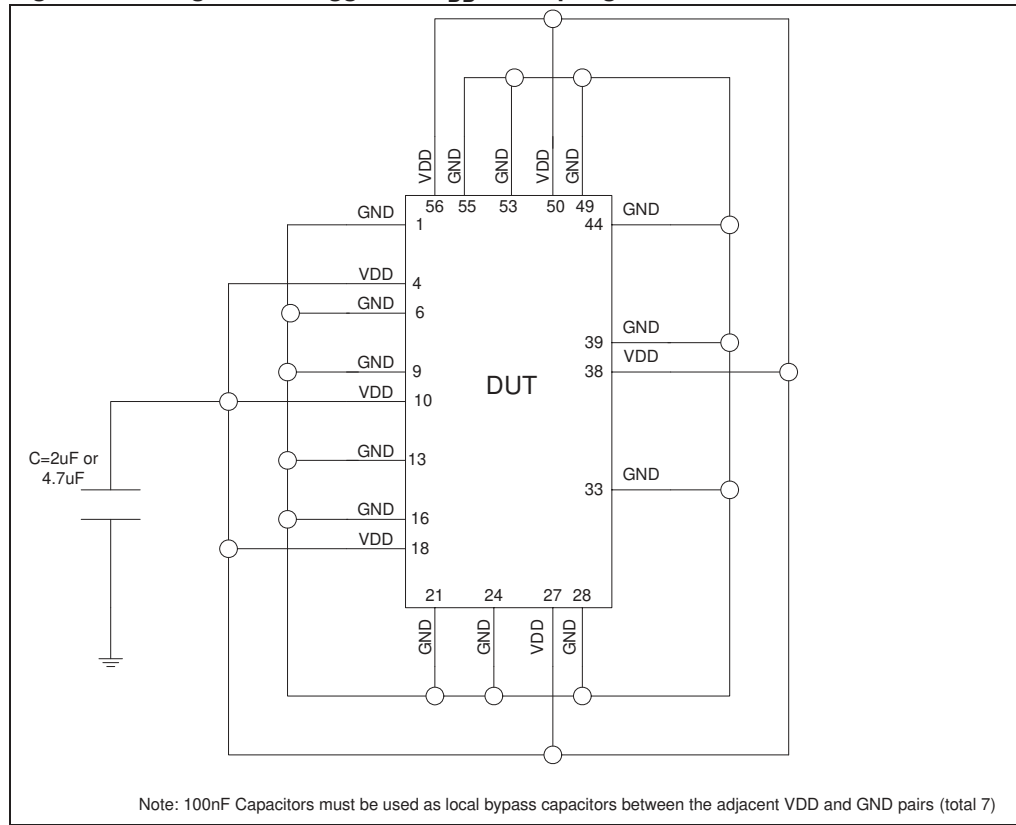 VDD
GND
GND
VDD
GND
56 55 53 50 49
GND 1
44 GND
VDD 4
GND 6
39 GND
GND 9
38 VDD
DUT
VDD 10
C=2uF or
4.7uF
GND 13
33 GND
GND 16
VDD 18
21 24 27 28
GND
GND
VDD
GND
Note: 100nF Capacitors must be used as local bypass capacitors between the adjacent VDD and GND pairs (total 7)